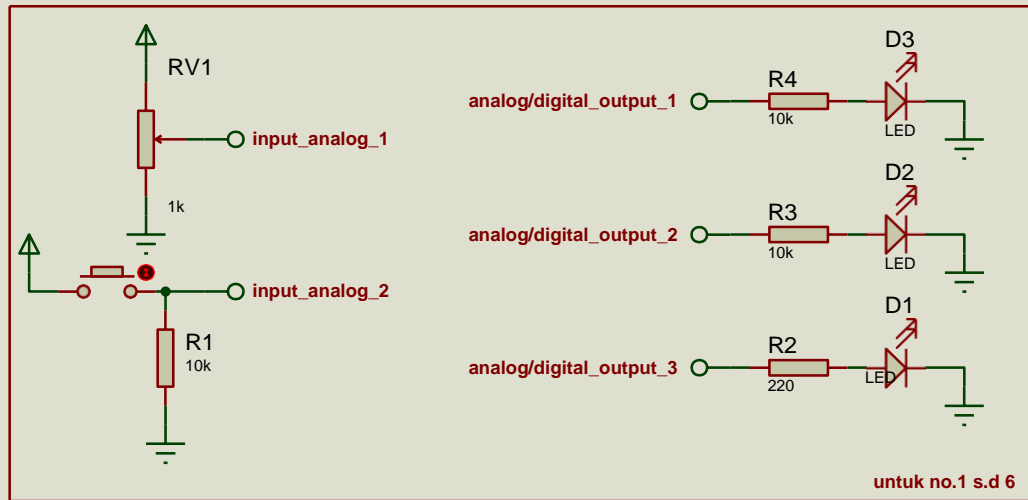 RV1
input_analog_1
1k
input_analog_2
R1
10k
D3
R4
analog/digital_output_1
10k
LED
D2
R3
analog/digital_output_2
10k
LED
D1
R2
analog/digital_output_3
LED
220
untuk no.1 s.d 6